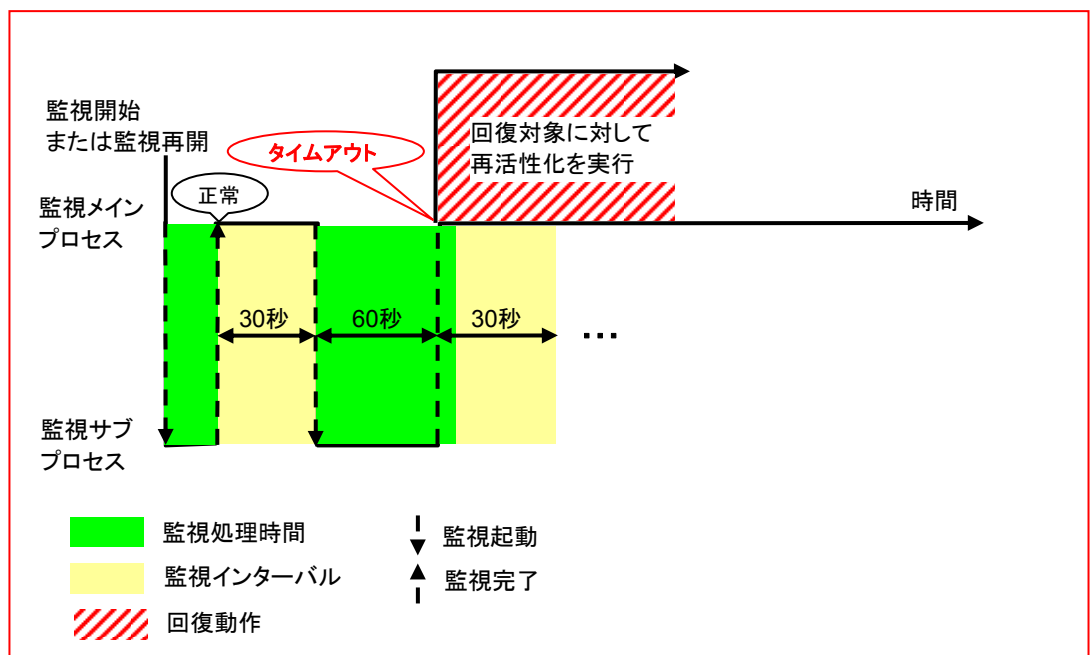 監視開始
または監視再開
タイムアウト
回復対象に対して
再活性化を実行
正常
時間
監視メイン
プロセス
30秒
60秒
30秒
…
監視サブ
プロセス
監視処理時間
監視起動
監視インターバル
監視完了
回復動作